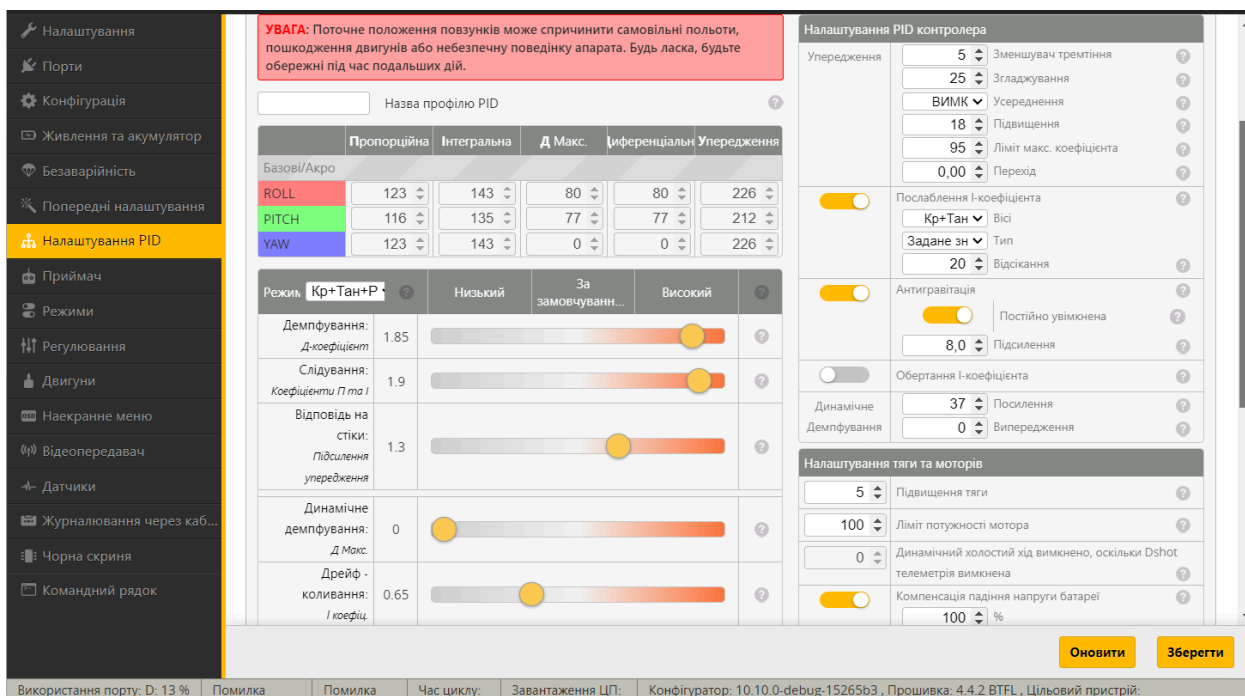 Налаштування
Порти
Конфігурація
Живлення та акумулятор
Безаварійність
Попередні налаштування
Налаштування PID
Приймач
Режими
Регулювання
Двигуни
Наекранне меню
Відеопередавач
Датчики
Журналювання через каб...
Чорна скриня
Командний рядок
УВАГА: Поточне положення повзунків може спричинити самовільні польоти,
пошкодження двигунів або небезпечну поведінку апарата. Будь ласка, будьте
обережні під час подальших дій.
Назва профілю PID
Пропорційна Інтегральна Д Макс. Диференціальн Упередження
Базові/Акро
ROLL 123 143 80 80 226
PITCH 116 135 77 77 212
YAW 123 143 0 0 226
Режим Кр+Тан+Р Низький За замовчуванн... Високий
Демпфування:
Д-коефіцієнт
1.85
Слідування:
Коефіцієнти П та І
1.9
Відповідь на
стіки:
Підсилення
упередження
1.3
Динамічне
демпфування:
Д Макс.
0
Дрейф -
коливання:
І коефіц.
0.65
Налаштування PID контролера
Упередження
5 Зменшувач тремтіння
25 Згладжування
ВИМК Усереднення
18 Підвищення
95 Ліміт макс. коефіцієнта
0,00 Перехід
Послаблення І-коефіцієнта
Кр+Тан Вісі
Задане зн Тип
20 Відсікання
Антигравітація
Постійно увімкнена
8,0 Підсилення
Обертання І-коефіцієнта
Динамічне
Демпфування
37 Посилення
0 Випередження
Налаштування тяги та моторів
5 Підвищення тяги
100 Ліміт потужності мотора
0 Динамічний холостий хід вимкнено, оскільки Dshot
телеметрія вимкнена
Компенсація падіння напруги батареї
100 %
Оновити Зберегти
Використання порту: D: 13 % Помилка Помилка Час циклу: Завантаження ЦП: Конфігуратор: 10.10.0-debug-15265b3 , Прошивка: 4.4.2 BTFL , Цільовий пристрій: